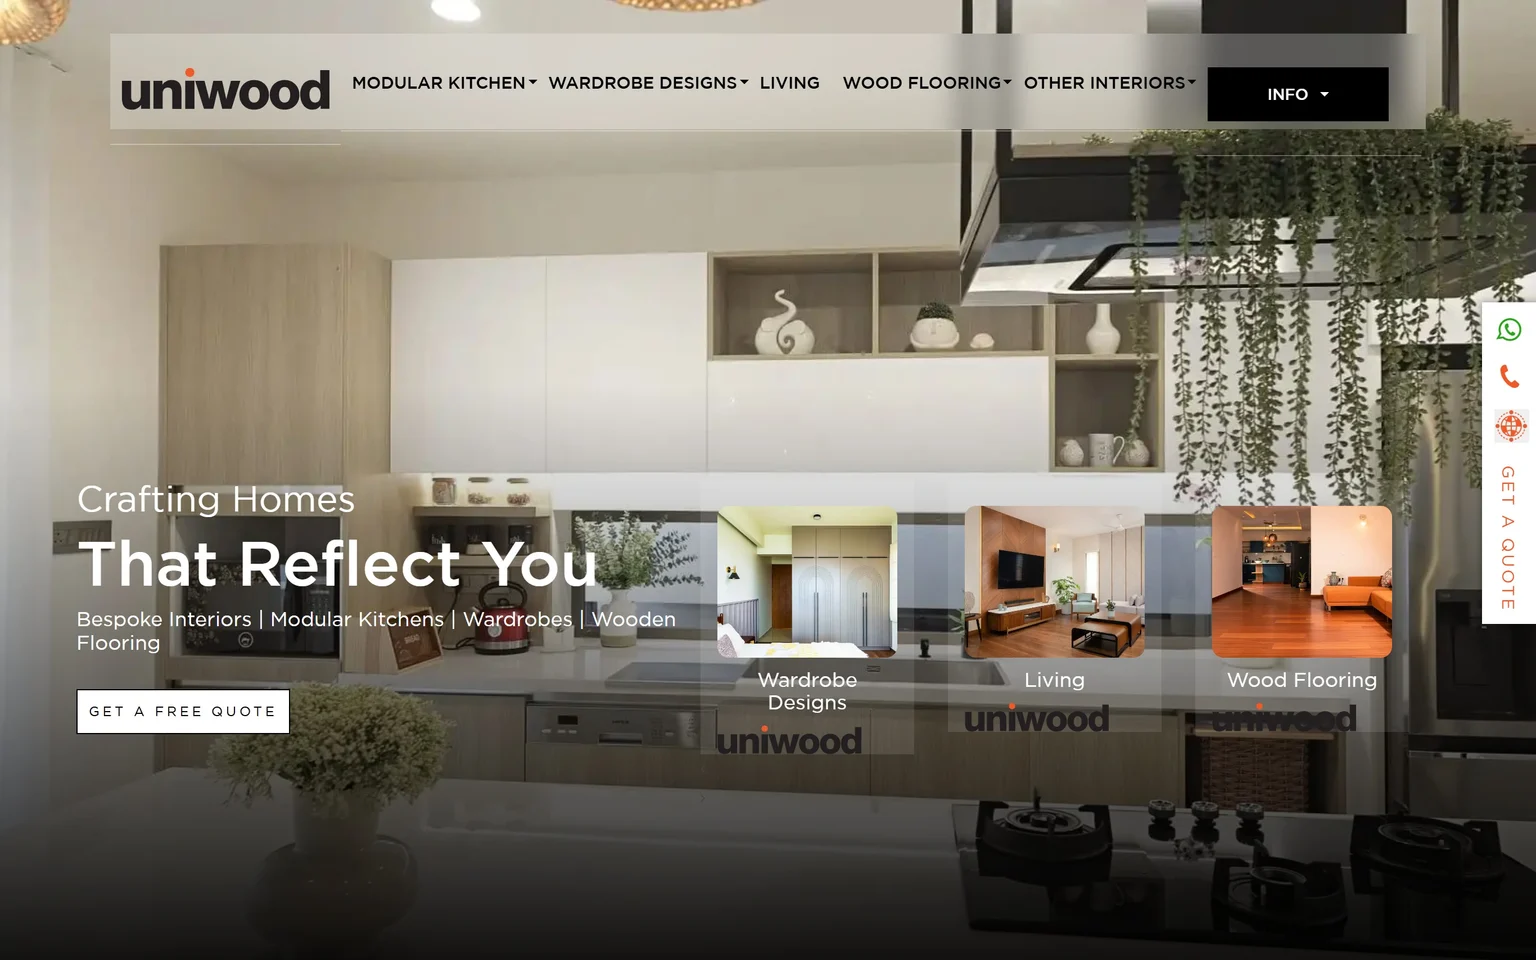 uniwood
MODULAR KITCHEN
WARDROBE DESIGNS
LIVING
WOOD FLOORING
OTHER INTERIORS
INFO
Crafting Homes
That Reflect You
Bespoke Interiors | Modular Kitchens | Wardrobes | Wooden
Flooring
GET A FREE QUOTE
Wardrobe
Designs
uniwood
Living
uniwood
Wood Flooring
uniwood
GET A QUOTE